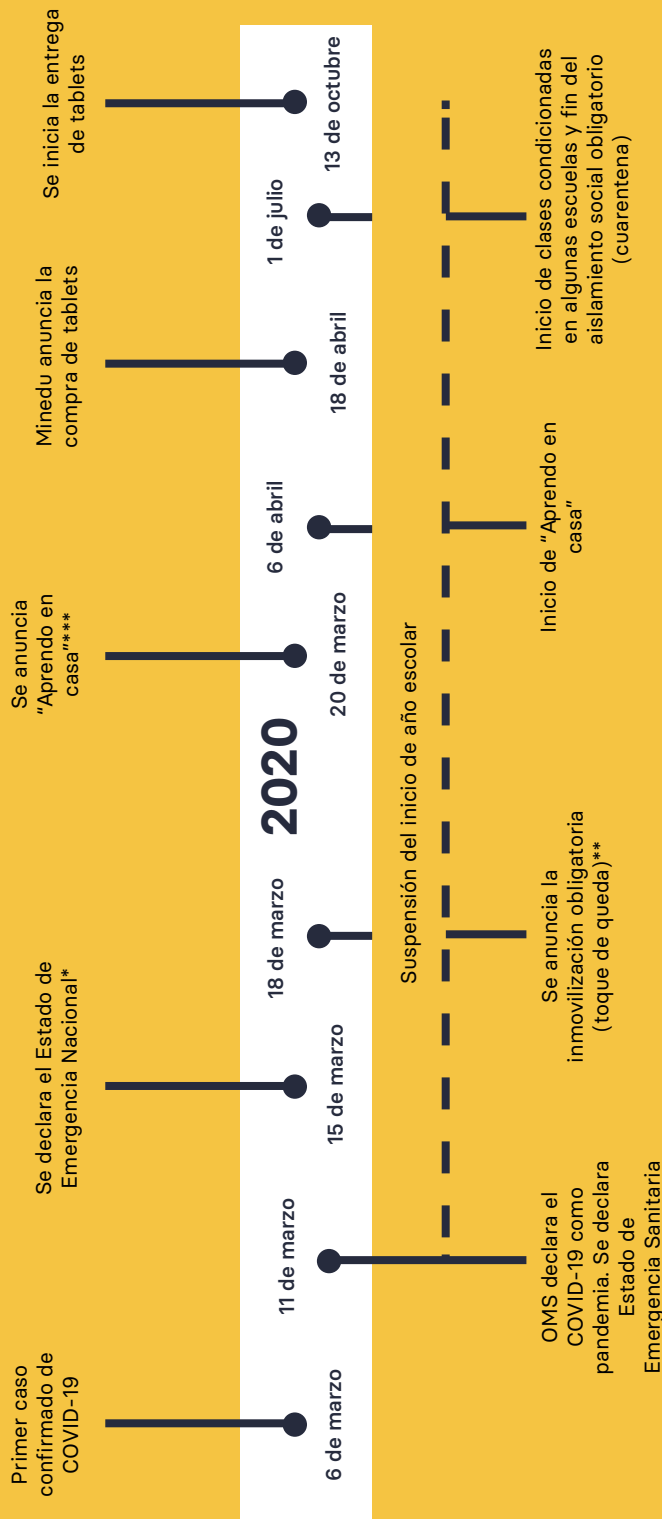 Primer caso
confirmado de
COVID-19
Se declara el Estado de
Emergencia Nacional*
Se anuncia
"Aprendo en
casa"***
Minedu anuncia la
compra de tablets
Se inicia la entrega
de tablets
6 de marzo
11 de marzo
15 de marzo
18 de marzo
2020
20 de marzo
6 de abril
18 de abril
1 de julio
13 de octubre
Suspensión del inicio de año escolar
OMS declara el
COVID-19 como
pandemia. Se declara
Estado de
Emergencia Sanitaria
Se anuncia la
inmovilización obligatoria
(toque de queda)**
Inicio de "Aprendo en
casa"
Inicio de clases condicionadas
en algunas escuelas y fin del
aislamiento social obligatorio
(cuarentena)